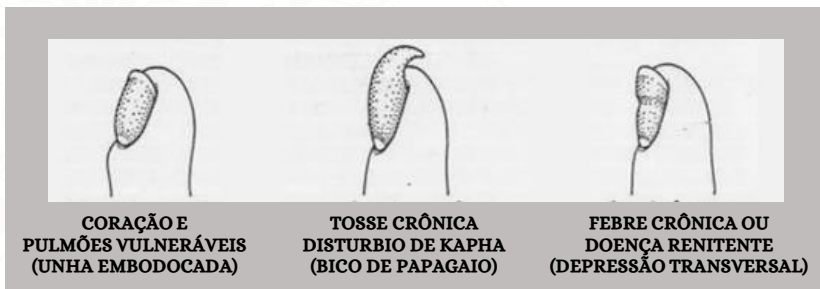 CORAÇÃO E
PULMÕES VULNERÁVEIS
(UNHA EMBODOCADA)
TOSSE CRÔNICA
DISTURBIO DE KAPHA
(BICO DE PAPAGAIO)
FEBRE CRÔNICA OU
DOENÇA RENITENTE
(DEPRESSÃO TRANSVERSAL)